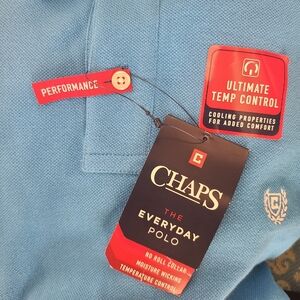 PERFORMANCE
ULTIMATE
TEMP CONTROL
COOLING PROPERTIES
FOR ADDED COMFORT
C
CHAPS
THE
EVERYDAY
POLO
NO ROLL COLLAR
MOISTURE WICKING
TEMPERATURE CONTROL
C